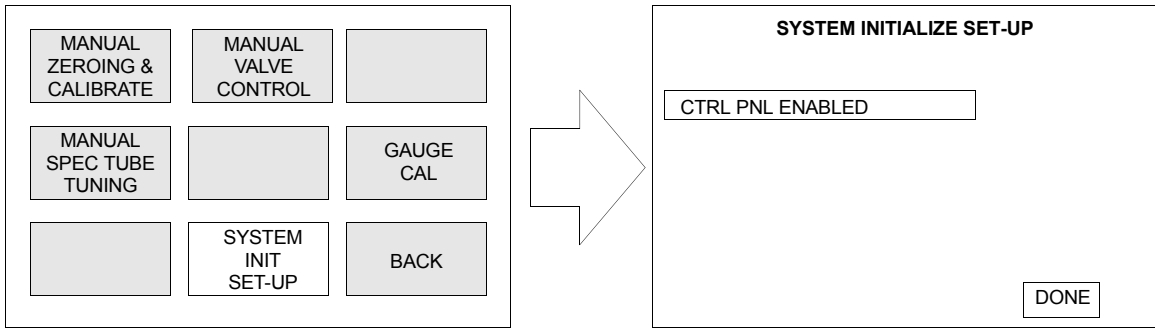 MANUAL
ZEROING &
CALIBRATE
MANUAL
VALVE
CONTROL
MANUAL
SPEC TUBE
TUNING
GAUGE
CAL
SYSTEM
INIT
SET-UP
BACK
SYSTEM INITIALIZE SET-UP
CTRL PNL ENABLED
DONE